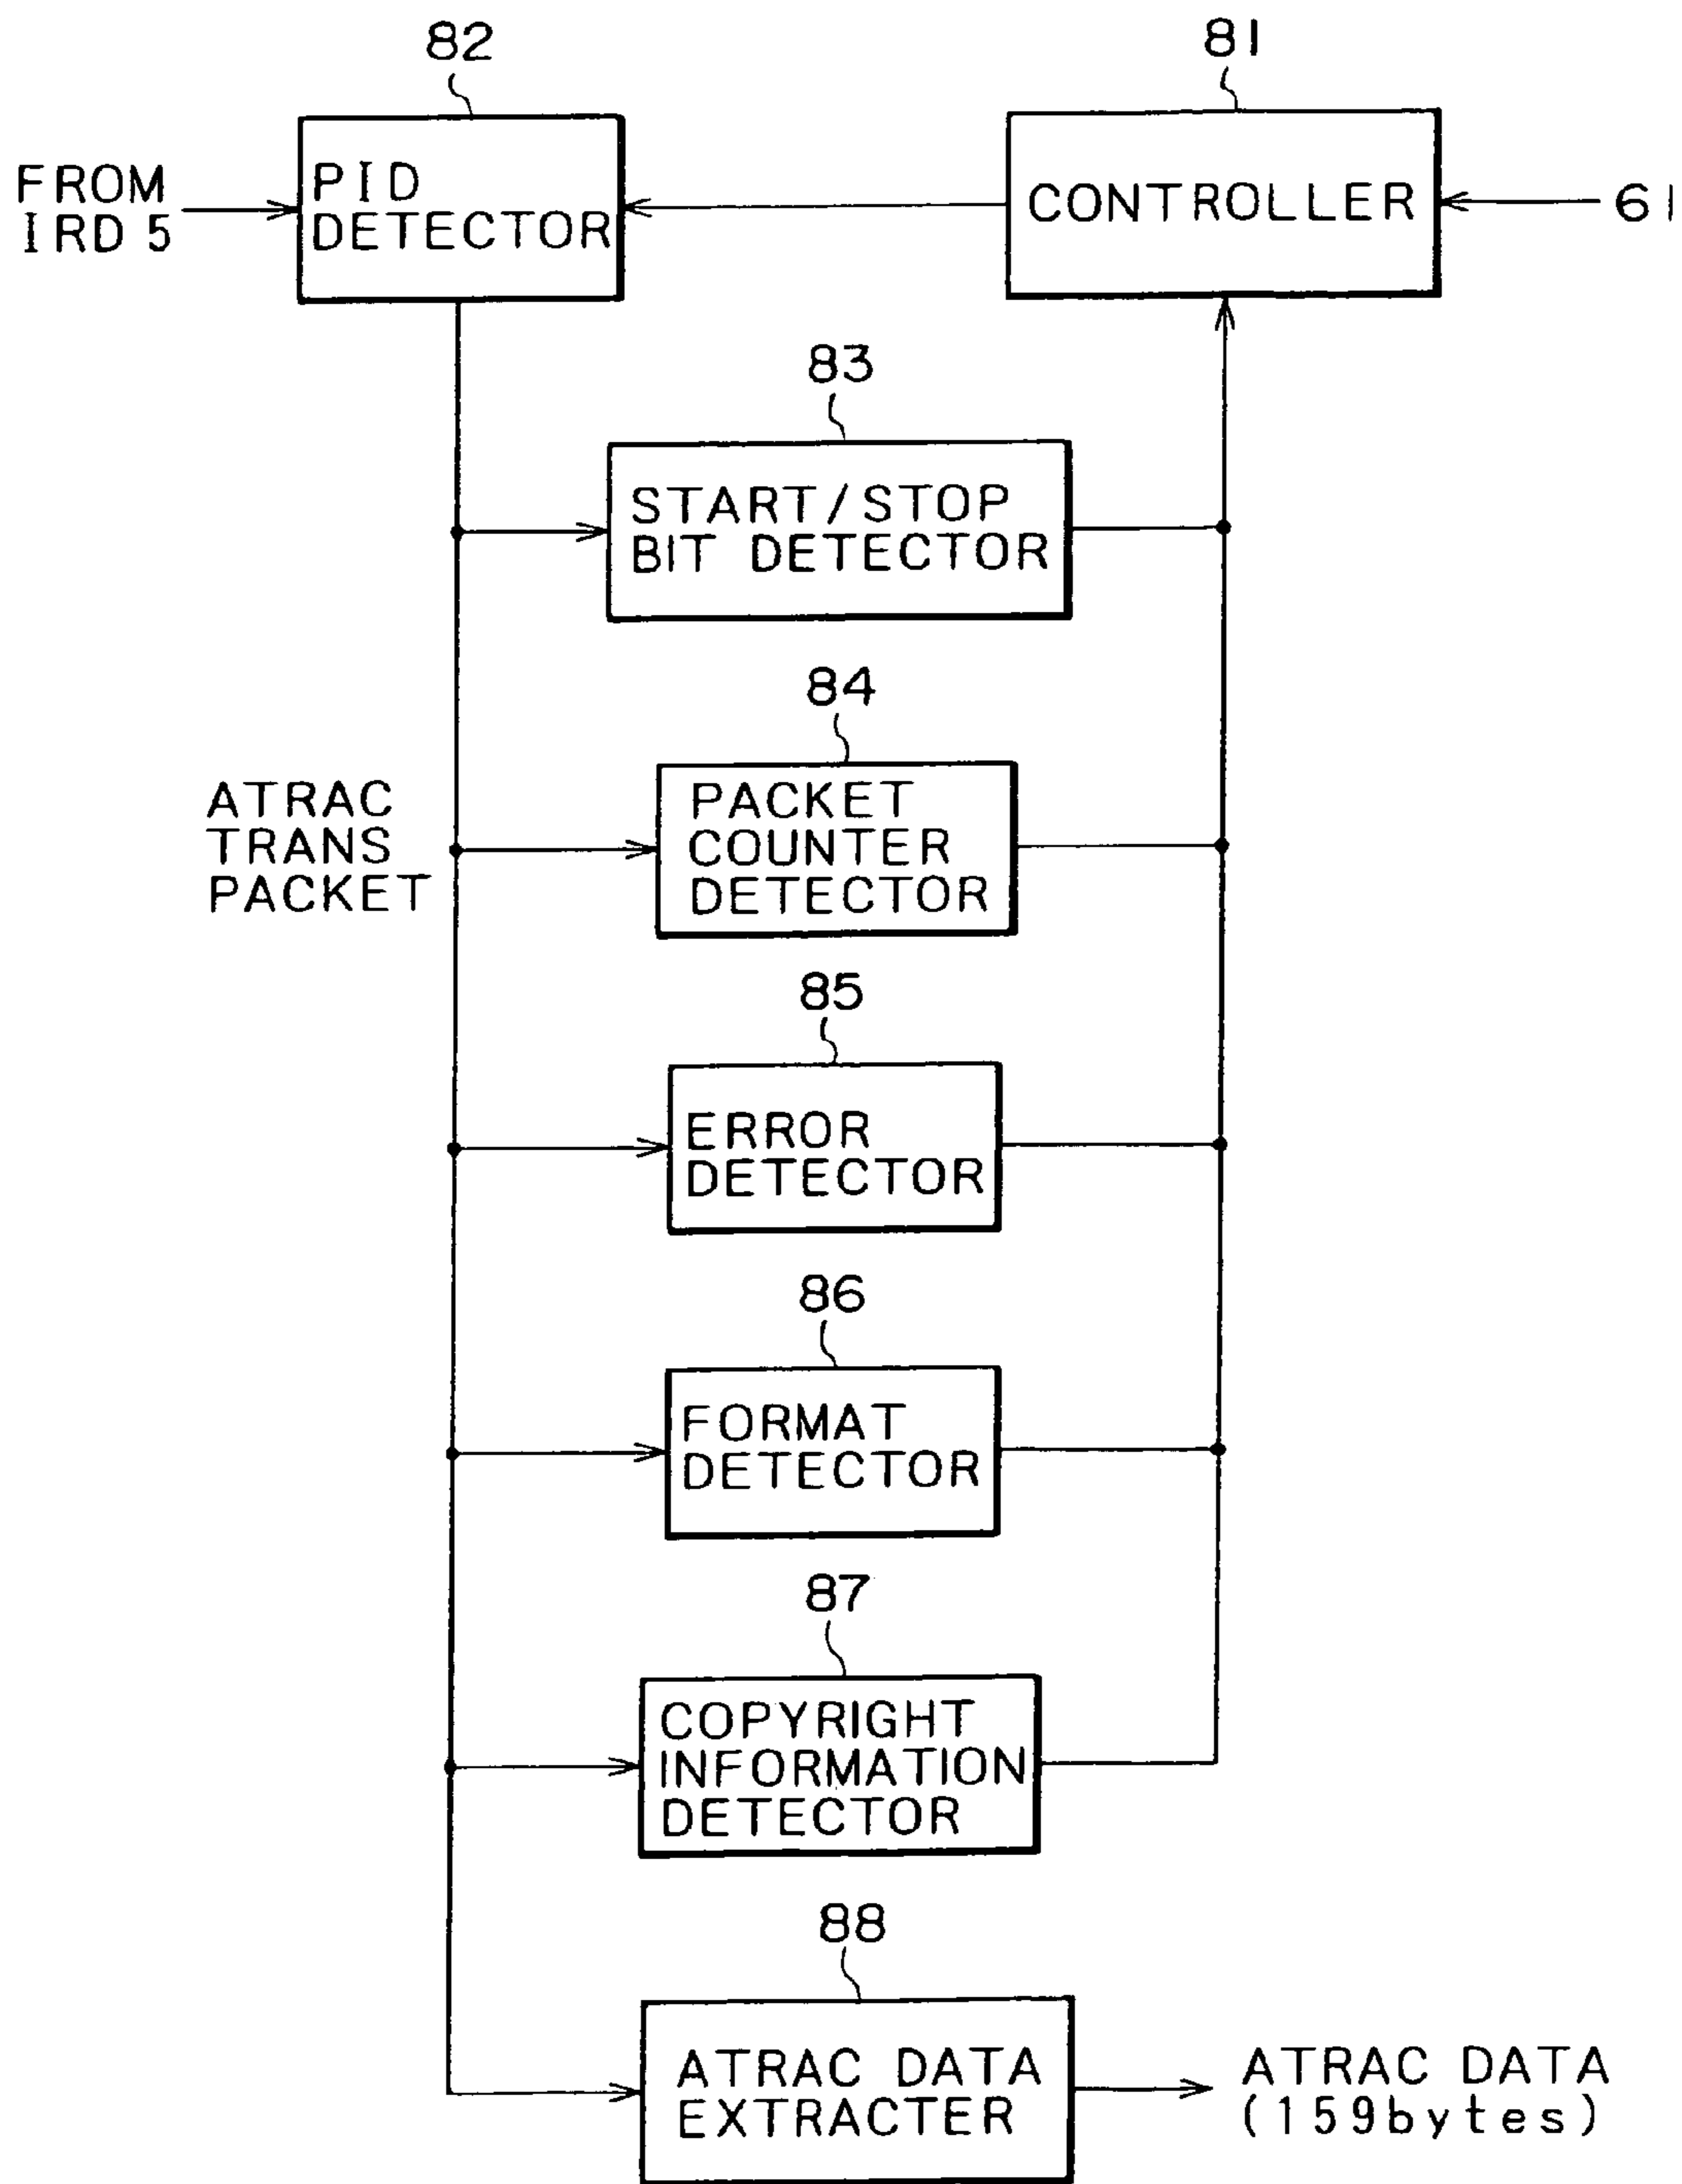 82
81
FROM
IRD 5
PID
DETECTOR
CONTROLLER
61
83
START/STOP
BIT DETECTOR
84
ATRAC
TRANS
PACKET
PACKET
COUNTER
DETECTOR
85
ERROR
DETECTOR
86
FORMAT
DETECTOR
87
COPYRIGHT
INFORMATION
DETECTOR
88
ATRAC DATA
EXTRACTER
ATRAC DATA
(159bytes)